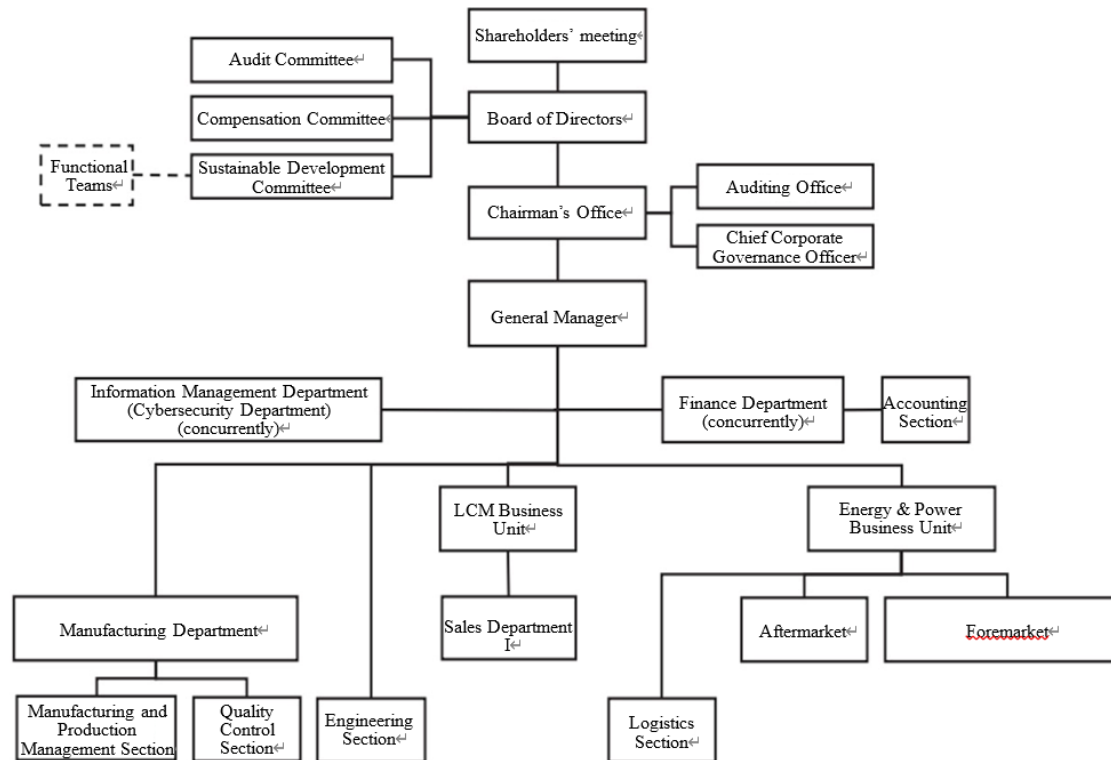 Shareholders’ meeting
Audit Committee
Compensation Committee
Board of Directors
Functional
Teams
Sustainable Development
Committee
Chairman’s Office
Auditing Office
Chief Corporate
Governance Officer
General Manager
Information Management Department
(Cybersecurity Department)
(concurrently)
Finance Department
(concurrently)
Accounting
Section
LCM Business
Unit
Energy & Power
Business Unit
Manufacturing Department
Sales Department
I
Aftermarket
Foremarket
Manufacturing and
Production
Management Section
Quality
Control
Section
Engineering
Section
Logistics
Section